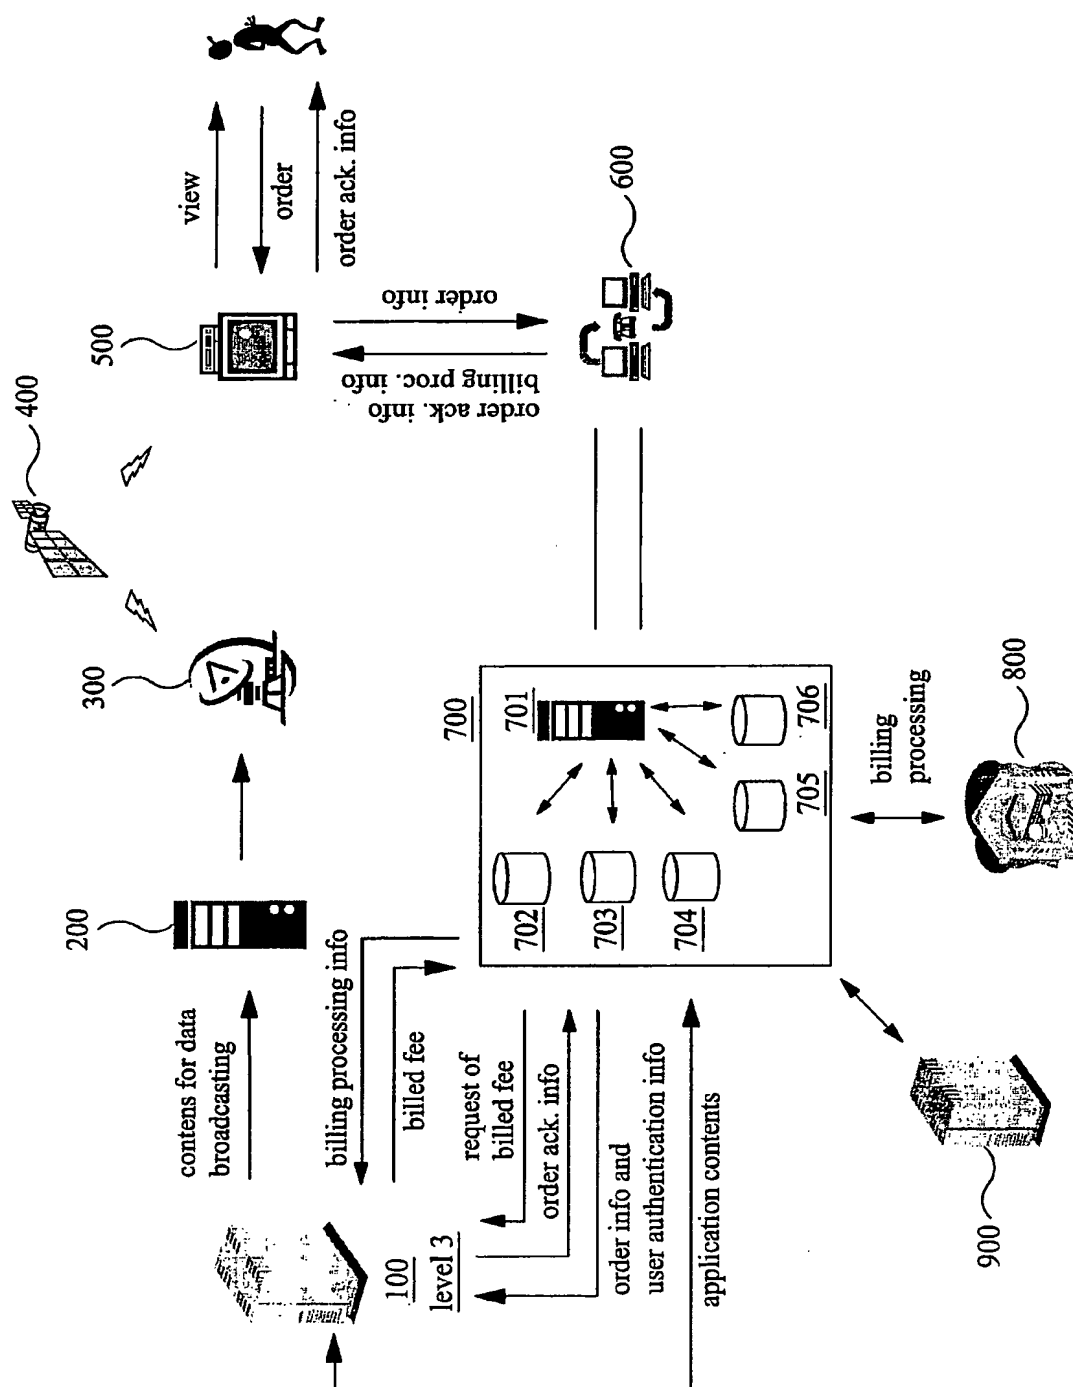 400
view
order
order ack. info
500
300
200
contens for data
broadcasting
order info
order ack. info
billing proc. info
600
billing processing info
billed fee
request of
billed fee
order ack. info
order info and
user authentication info
application contents
100
level 3
700
701
702
703
704
705
706
billing
processing
800
900